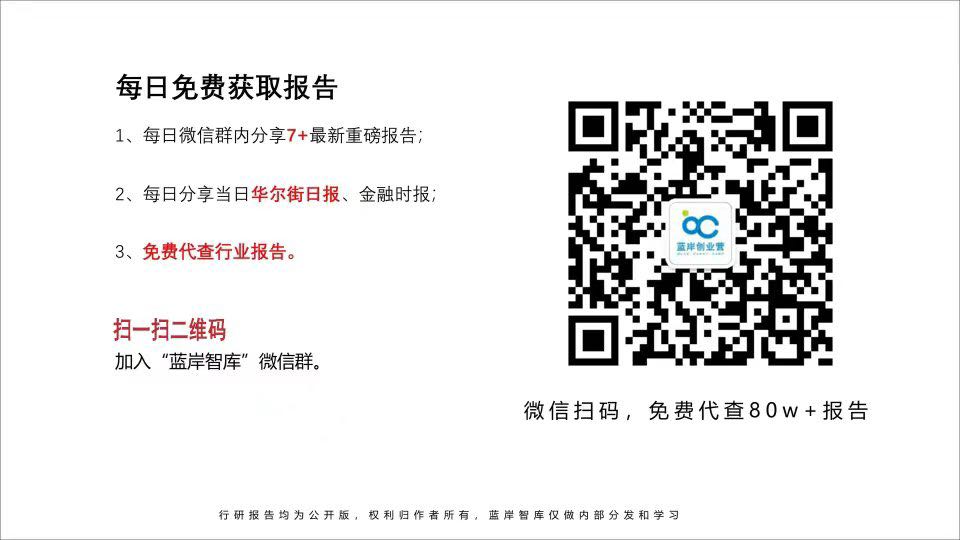 每日免费获取报告
1、每日微信群内分享7+最新重磅报告；
2、每日分享当日华尔街日报、金融时报；
3、免费代查行业报告。
扫一扫二维码
加入“蓝岸智库”微信群。
蓝岸创业营
微信扫码，免费代查80w+报告
行研报告均为公开版，权利归作者所有，蓝岸智库仅做内部分发和学习